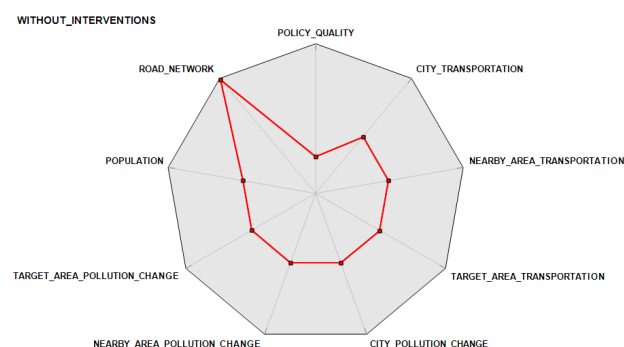 WITHOUT_INTERVENTIONS
POLICY_QUALITY
ROAD_NETWORK
CITY_TRANSPORTATION
POPULATION
NEARBY_AREA_TRANSPORTATION
TARGET_AREA_POLLUTION_CHANGE
TARGET_AREA_TRANSPORTATION
NEARBY_AREA_POLLUTION_CHANGE
CITY_POLLUTION_CHANGE